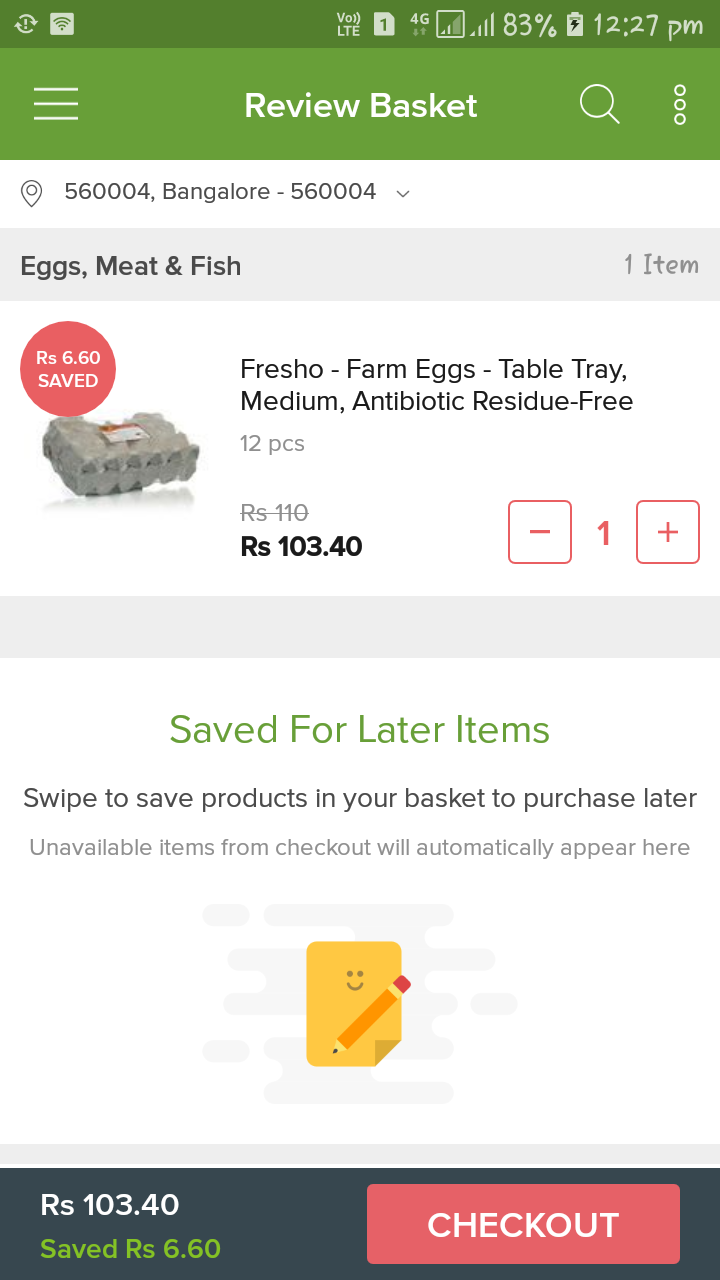 Vo)) LTE 1 4G 83% 12:27 pm
Review Basket
560004, Bangalore - 560004
Eggs, Meat & Fish 1 Item
Rs 6.60
SAVED
Fresho - Farm Eggs - Table Tray,
Medium, Antibiotic Residue-Free
12 pcs
Rs 110
Rs 103.40 − 1 +
Saved For Later Items
Swipe to save products in your basket to purchase later
Unavailable items from checkout will automatically appear here
Rs 103.40
Saved Rs 6.60
CHECKOUT